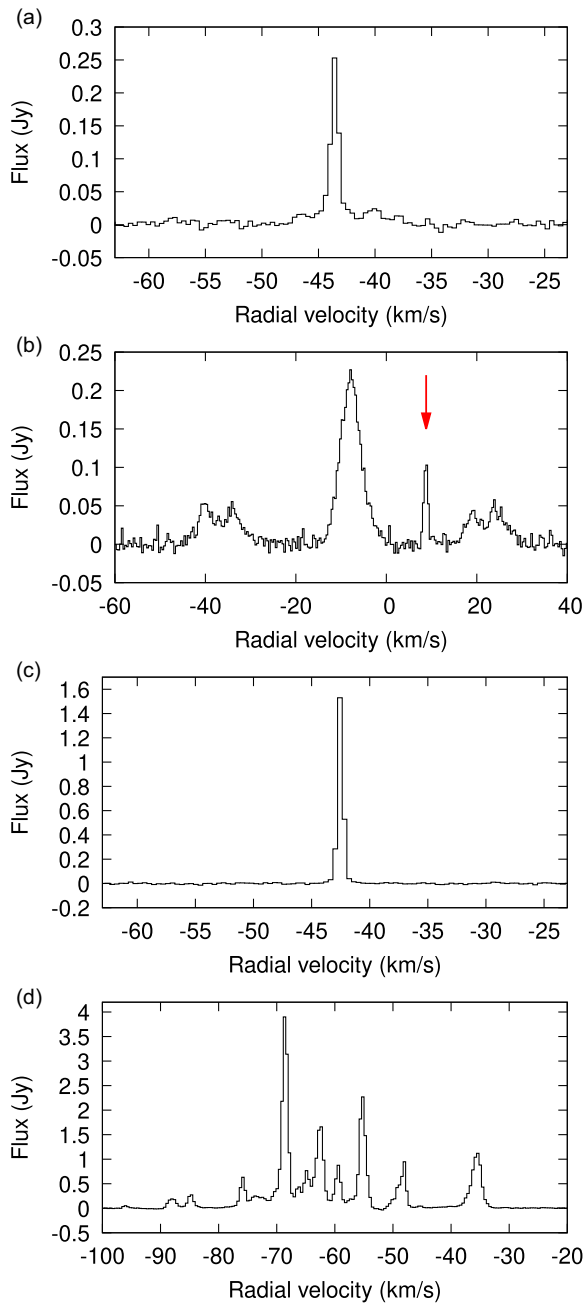 (a)
0.3
0.25
0.2
0.15
0.1
0.05
0
-0.05
Flux (Jy)
-60 -55 -50 -45 -40 -35 -30 -25
Radial velocity (km/s)
(b)
0.25
0.2
0.15
0.1
0.05
0
-0.05
Flux (Jy)
-60 -40 -20 0 20 40
Radial velocity (km/s)
(c)
1.6
1.4
1.2
1
0.8
0.6
0.4
0.2
0
-0.2
Flux (Jy)
-60 -55 -50 -45 -40 -35 -30 -25
Radial velocity (km/s)
(d)
4
3.5
3
2.5
2
1.5
1
0.5
0
-0.5
Flux (Jy)
-100 -90 -80 -70 -60 -50 -40 -30 -20
Radial velocity (km/s)